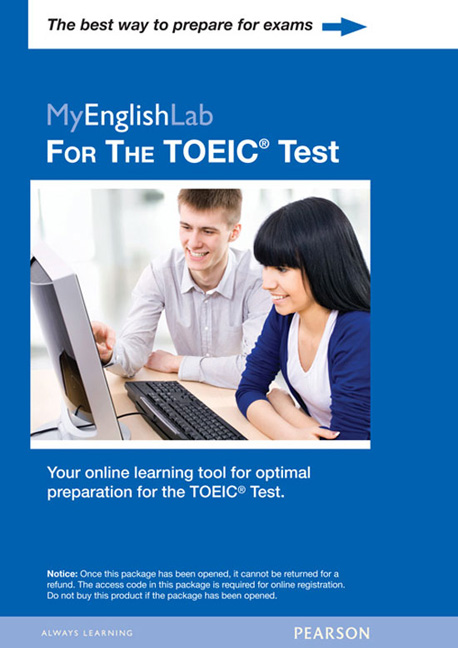 The best way to prepare for exams
MyEnglishLab
FOR THE TOEIC® Test
Your online learning tool for optimal
preparation for the TOEIC® Test.
Notice: Once this package has been opened, it cannot be returned for a
refund. The access code in this package is required for online registration.
Do not buy this product if the package has been opened.
ALWAYS LEARNING
PEARSON